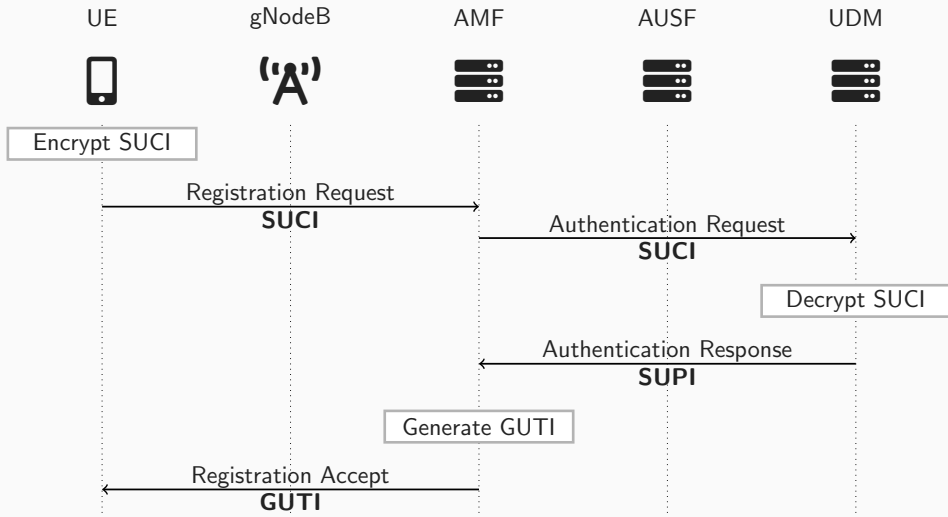 UE gNodeB AMF AUSF UDM
Encrypt SUCI
Registration Request
SUCI
Authentication Request
SUCI
Decrypt SUCI
Authentication Response
SUPI
Generate GUTI
Registration Accept
GUTI